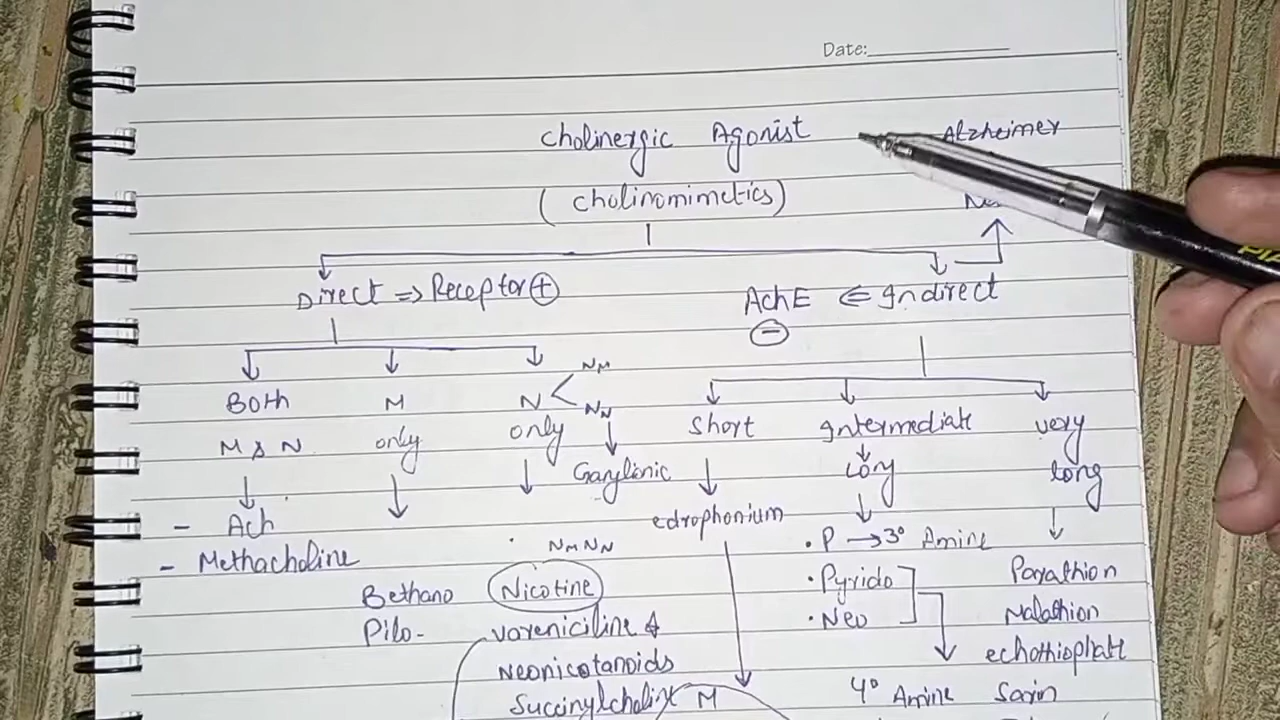 Date:
Cholinergic Agonist
Alzheimer
(Cholinomimetics)
Direct ⇒ Receptor ⊕
AchE ⇐ Indirect
⊖
Both M & N
M only
N only
NM
NN
Ganglionic
Short
Intermediate
long
very long
- Ach
- Methacholine
edrophonium
NM NN
Bethano
Pilo-
Nicotine
vareniciline
Neonicotanoids
Succinylcholine
M
· P → 3° Amine
· Pyrido
· Neo
4° Amine
Parathion
Malathion
echothiophate
Sarin